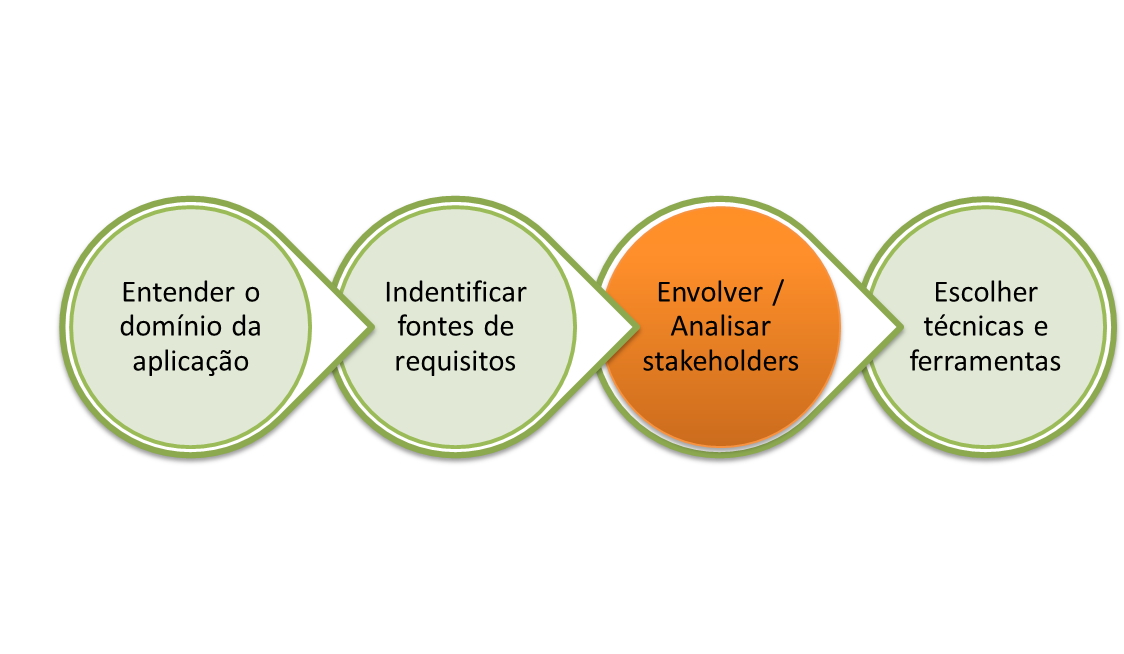 Entender o
domínio da
aplicação
Indentificar
fontes de
requisitos
Envolver /
Analisar
stakeholders
Escolher
técnicas e
ferramentas